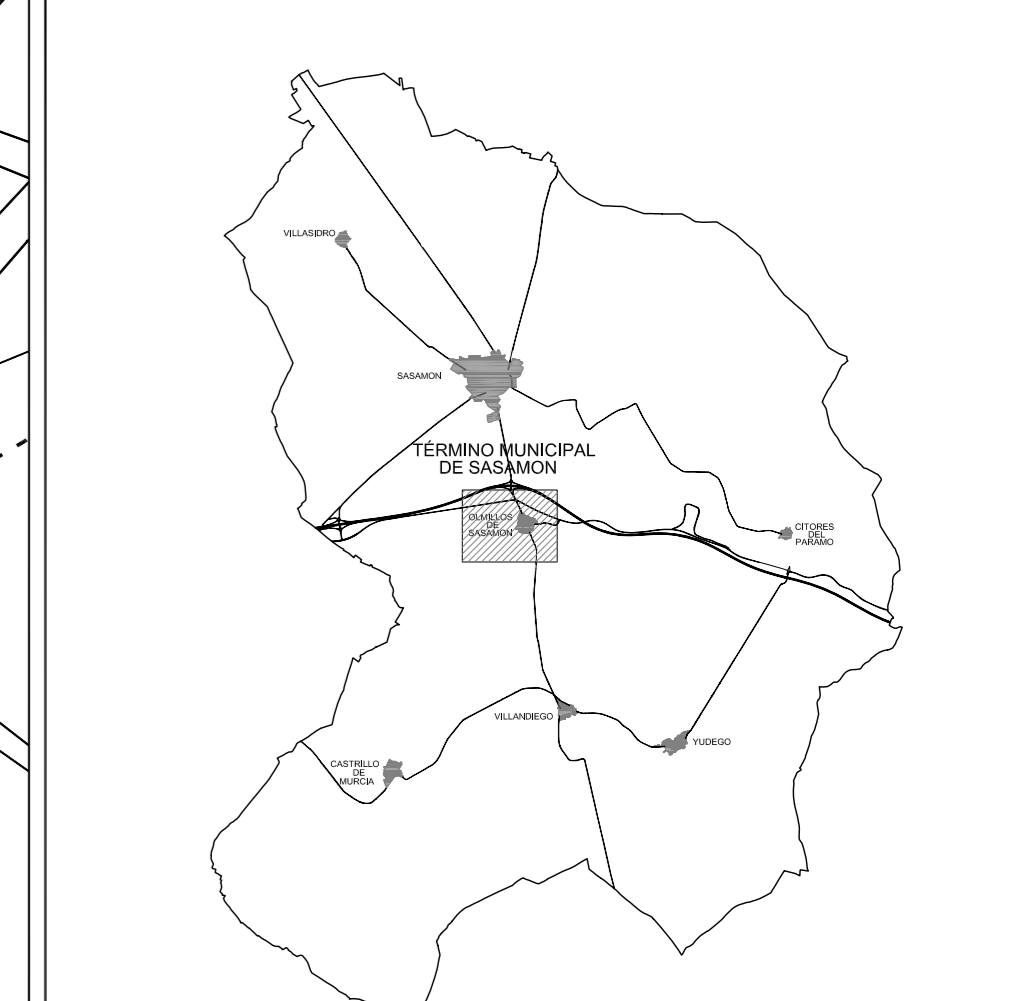 VILLASIDRO
SASAMON
TÉRMINO MUNICIPAL
DE SASAMON
OLMILLOS
DE
SASAMON
CITORES
DEL
PARAMO
VILLANDIEGO
YUDEGO
CASTRILLO
DE
MURCIA